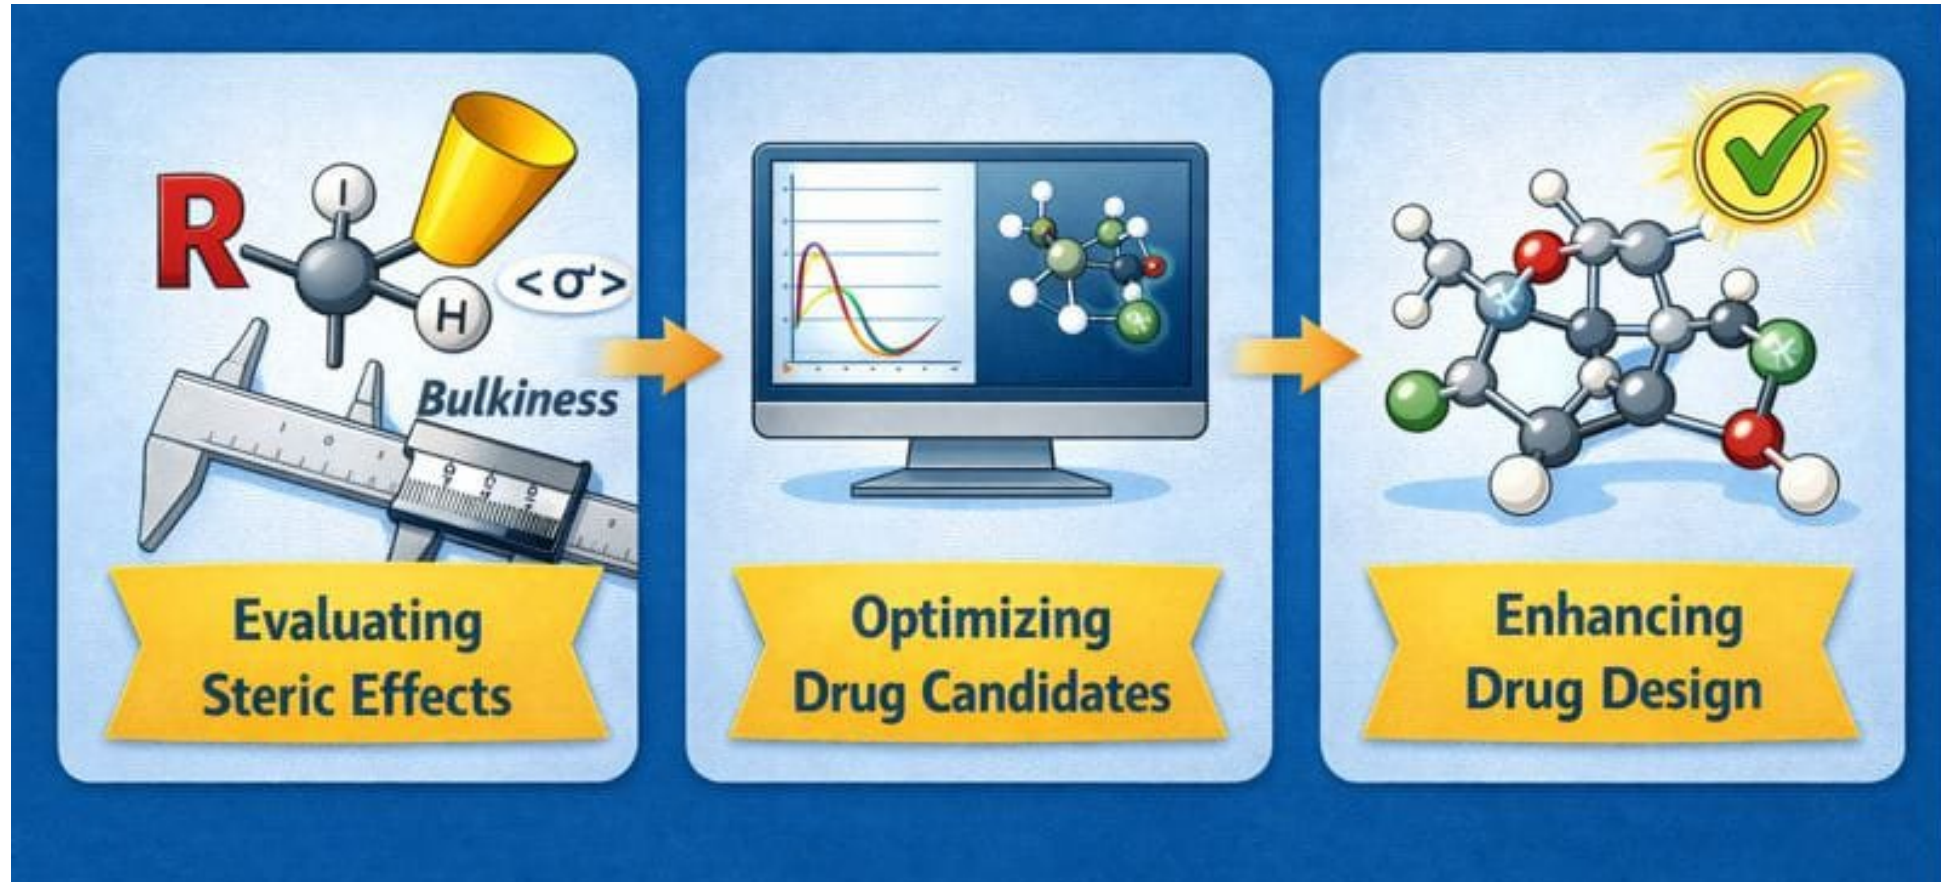 R
I
H
< σ >
Bulkiness
Evaluating
Steric Effects
Optimizing
Drug Candidates
Enhancing
Drug Design